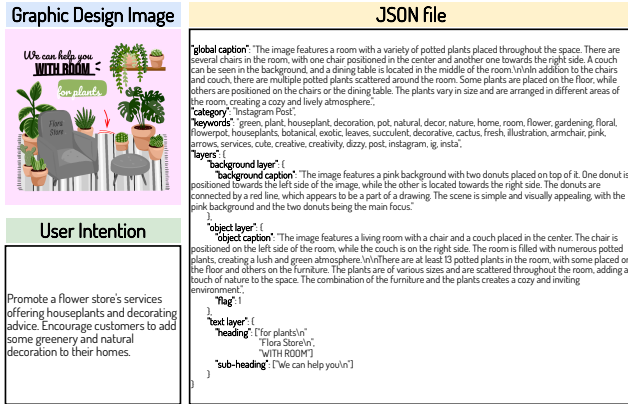 Graphic Design Image
We can help you
WITH ROOM
for plants
Flora
Store
User Intention
Promote a flower store's services
offering houseplants and decorating
advice. Encourage customers to add
some greenery and natural
decoration to their homes.
JSON file
"global caption": "The image features a room with a variety of potted plants placed throughout the space. There are
several chairs in the room, with one chair positioned in the center and another one towards the right side. A couch
can be seen in the background, and a dining table is located in the middle of the room.\n\nIn addition to the chairs
and couch, there are multiple potted plants scattered around the room. Some plants are placed on the floor, while
others are positioned on the chairs or the dining table. The plants vary in size and are arranged in different areas of
the room, creating a cozy and lively atmosphere.",
"category": "Instagram Post",
"keywords": "green, plant, houseplant, decoration, pot, natural, decor, nature, home, room, flower, gardening, floral,
flowerpot, houseplants, botanical, exotic, leaves, succulent, decorative, cactus, fresh, illustration, armchair, pink,
arrows, services, cute, creative, creativity, dizzy, post, instagram, ig, insta",
"layers": {
"background layer": {
"background caption": "The image features a pink background with two donuts placed on top of it. One donut is
positioned towards the left side of the image, while the other is located towards the right side. The donuts are
connected by a red line, which appears to be a part of a drawing. The scene is simple and visually appealing, with the
pink background and the two donuts being the main focus."
},
"object layer": {
"object caption": "The image features a living room with a chair and a couch placed in the center. The chair is
positioned on the left side of the room, while the couch is on the right side. The room is filled with numerous potted
plants, creating a lush and green atmosphere.\n\nThere are at least 13 potted plants in the room, with some placed on
the floor and others on the furniture. The plants are of various sizes and are scattered throughout the room, adding a
touch of nature to the space. The combination of the furniture and the plants creates a cozy and inviting
environment.",
"flag": 1
},
"text layer": {
"heading": ["for plants\n"
"Flora Store\n",
"WITH ROOM"]
"sub-heading": ["We can help you\n"]
}
}